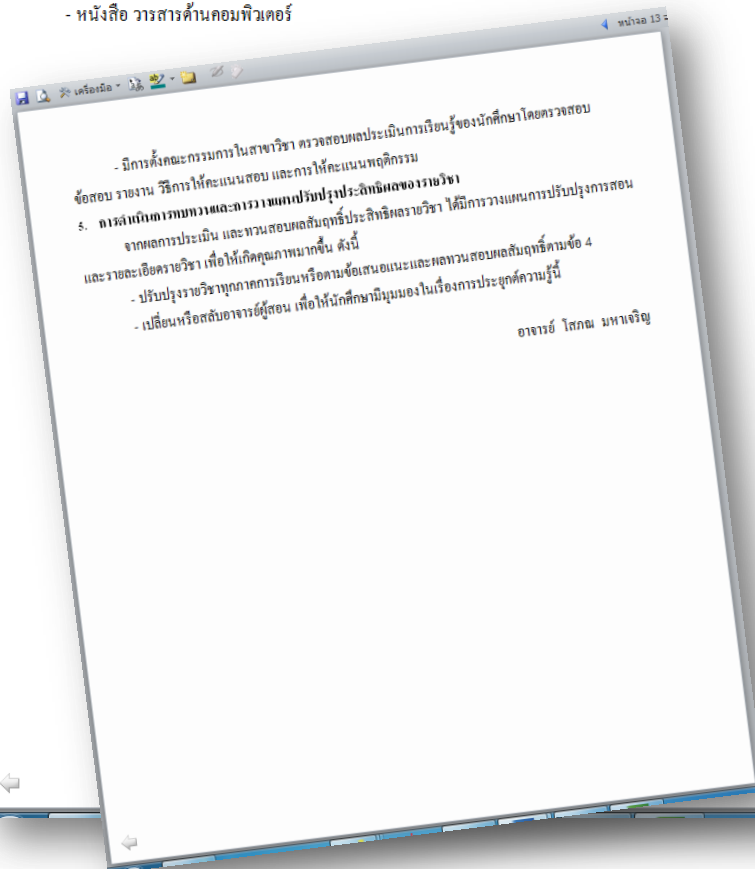 - หนังสือ วารสารด้านคอมพิวเตอร์
หน้าจอ 13
เครื่องมือ
- มีการตั้งคณะกรรมการในสาขาวิชา ตรวจสอบผลประเมินการเรียนรู้ของนักศึกษาโดยตรวจสอบ
ข้อสอบ รายงาน วิธีการให้คะแนนสอบ และการให้คะแนนพฤติกรรม
5. การดำเนินการทบทวนและการวางแผนปรับปรุงประสิทธิผลของรายวิชา
จากผลการประเมิน และทวนสอบผลสัมฤทธิ์ประสิทธิผลรายวิชา ได้มีการวางแผนการปรับปรุงการสอน
และรายละเอียดรายวิชา เพื่อให้เกิดคุณภาพมากขึ้น ดังนี้
- ปรับปรุงรายวิชาทุกภาคการเรียนหรือตามข้อเสนอแนะและผลทวนสอบผลสัมฤทธิ์ตามข้อ 4
- เปลี่ยนหรือสลับอาจารย์ผู้สอน เพื่อให้นักศึกษามีมุมมองในเรื่องการประยุกต์ความรู้นี้
อาจารย์ โสภณ มหาเจริญ